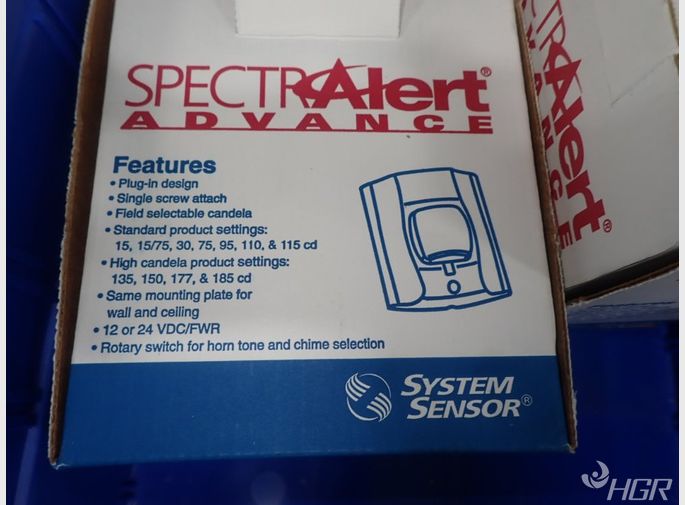 SPECTRAlert®
ADVANCE
Features
• Plug-in design
• Single screw attach
• Field selectable candela
• Standard product settings:
15, 15/75, 30, 75, 95, 110, & 115 cd
• High candela product settings:
135, 150, 177, & 185 cd
• Same mounting plate for
wall and ceiling
• 12 or 24 VDC/FWR
• Rotary switch for horn tone and chime selection
SYSTEM
SENSOR®
TRAlert®
VANCE
HGR